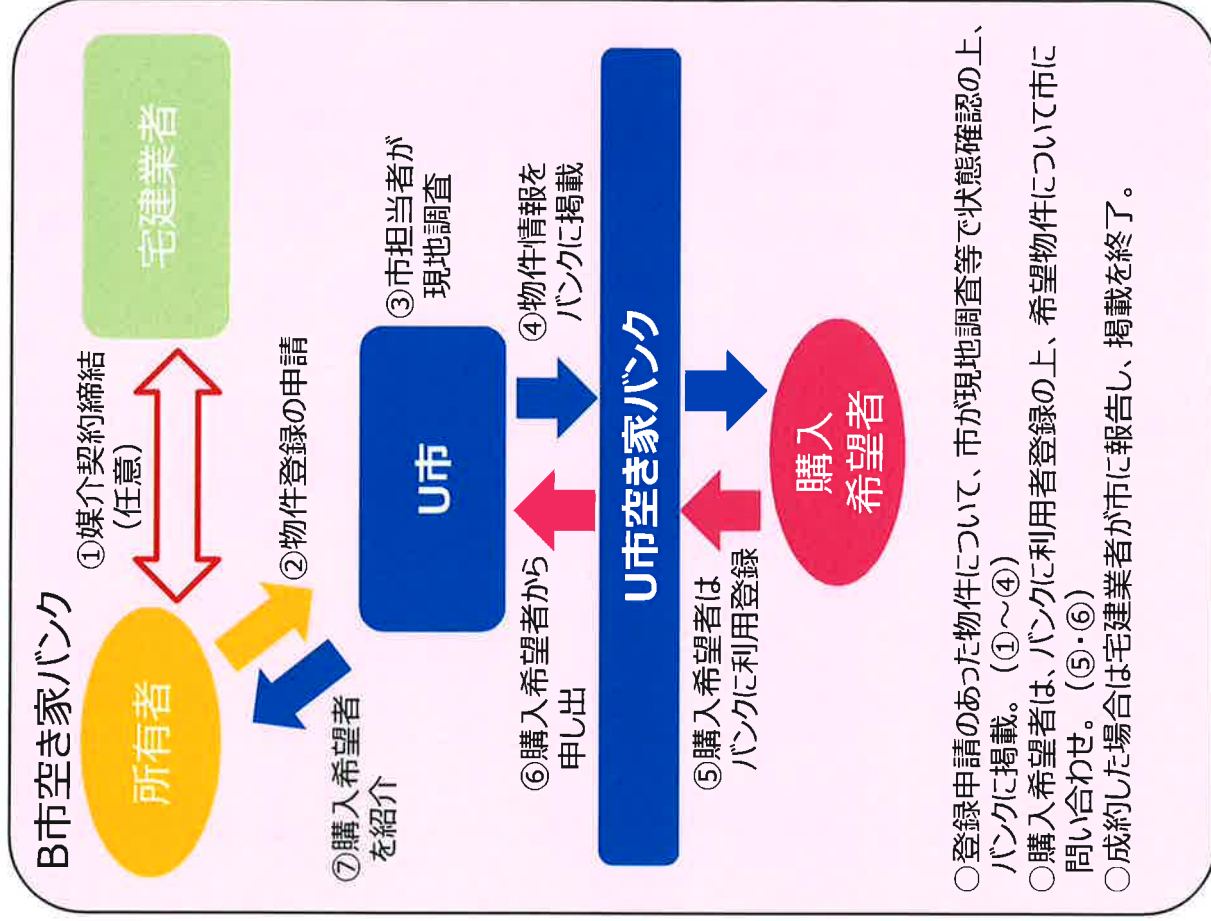 B市空き家バンク
所有者
宅建業者
①媒介契約締結
（任意）
②物件登録の申請
⑦購入希望者
を紹介
U市
③市担当者が
現地調査
⑥購入希望者から
申し出
④物件情報を
バンクに掲載
U市空き家バンク
⑤購入希望者は
バンクに利用登録
購入
希望者
○登録申請のあった物件について、市が現地調査等で状態確認の上、
バンクに掲載。（①～④）
○購入希望者は、バンクに利用者登録の上、希望物件について市に
問い合わせ。（⑤・⑥）
○成約した場合は宅建業者が市に報告し、掲載を終了。